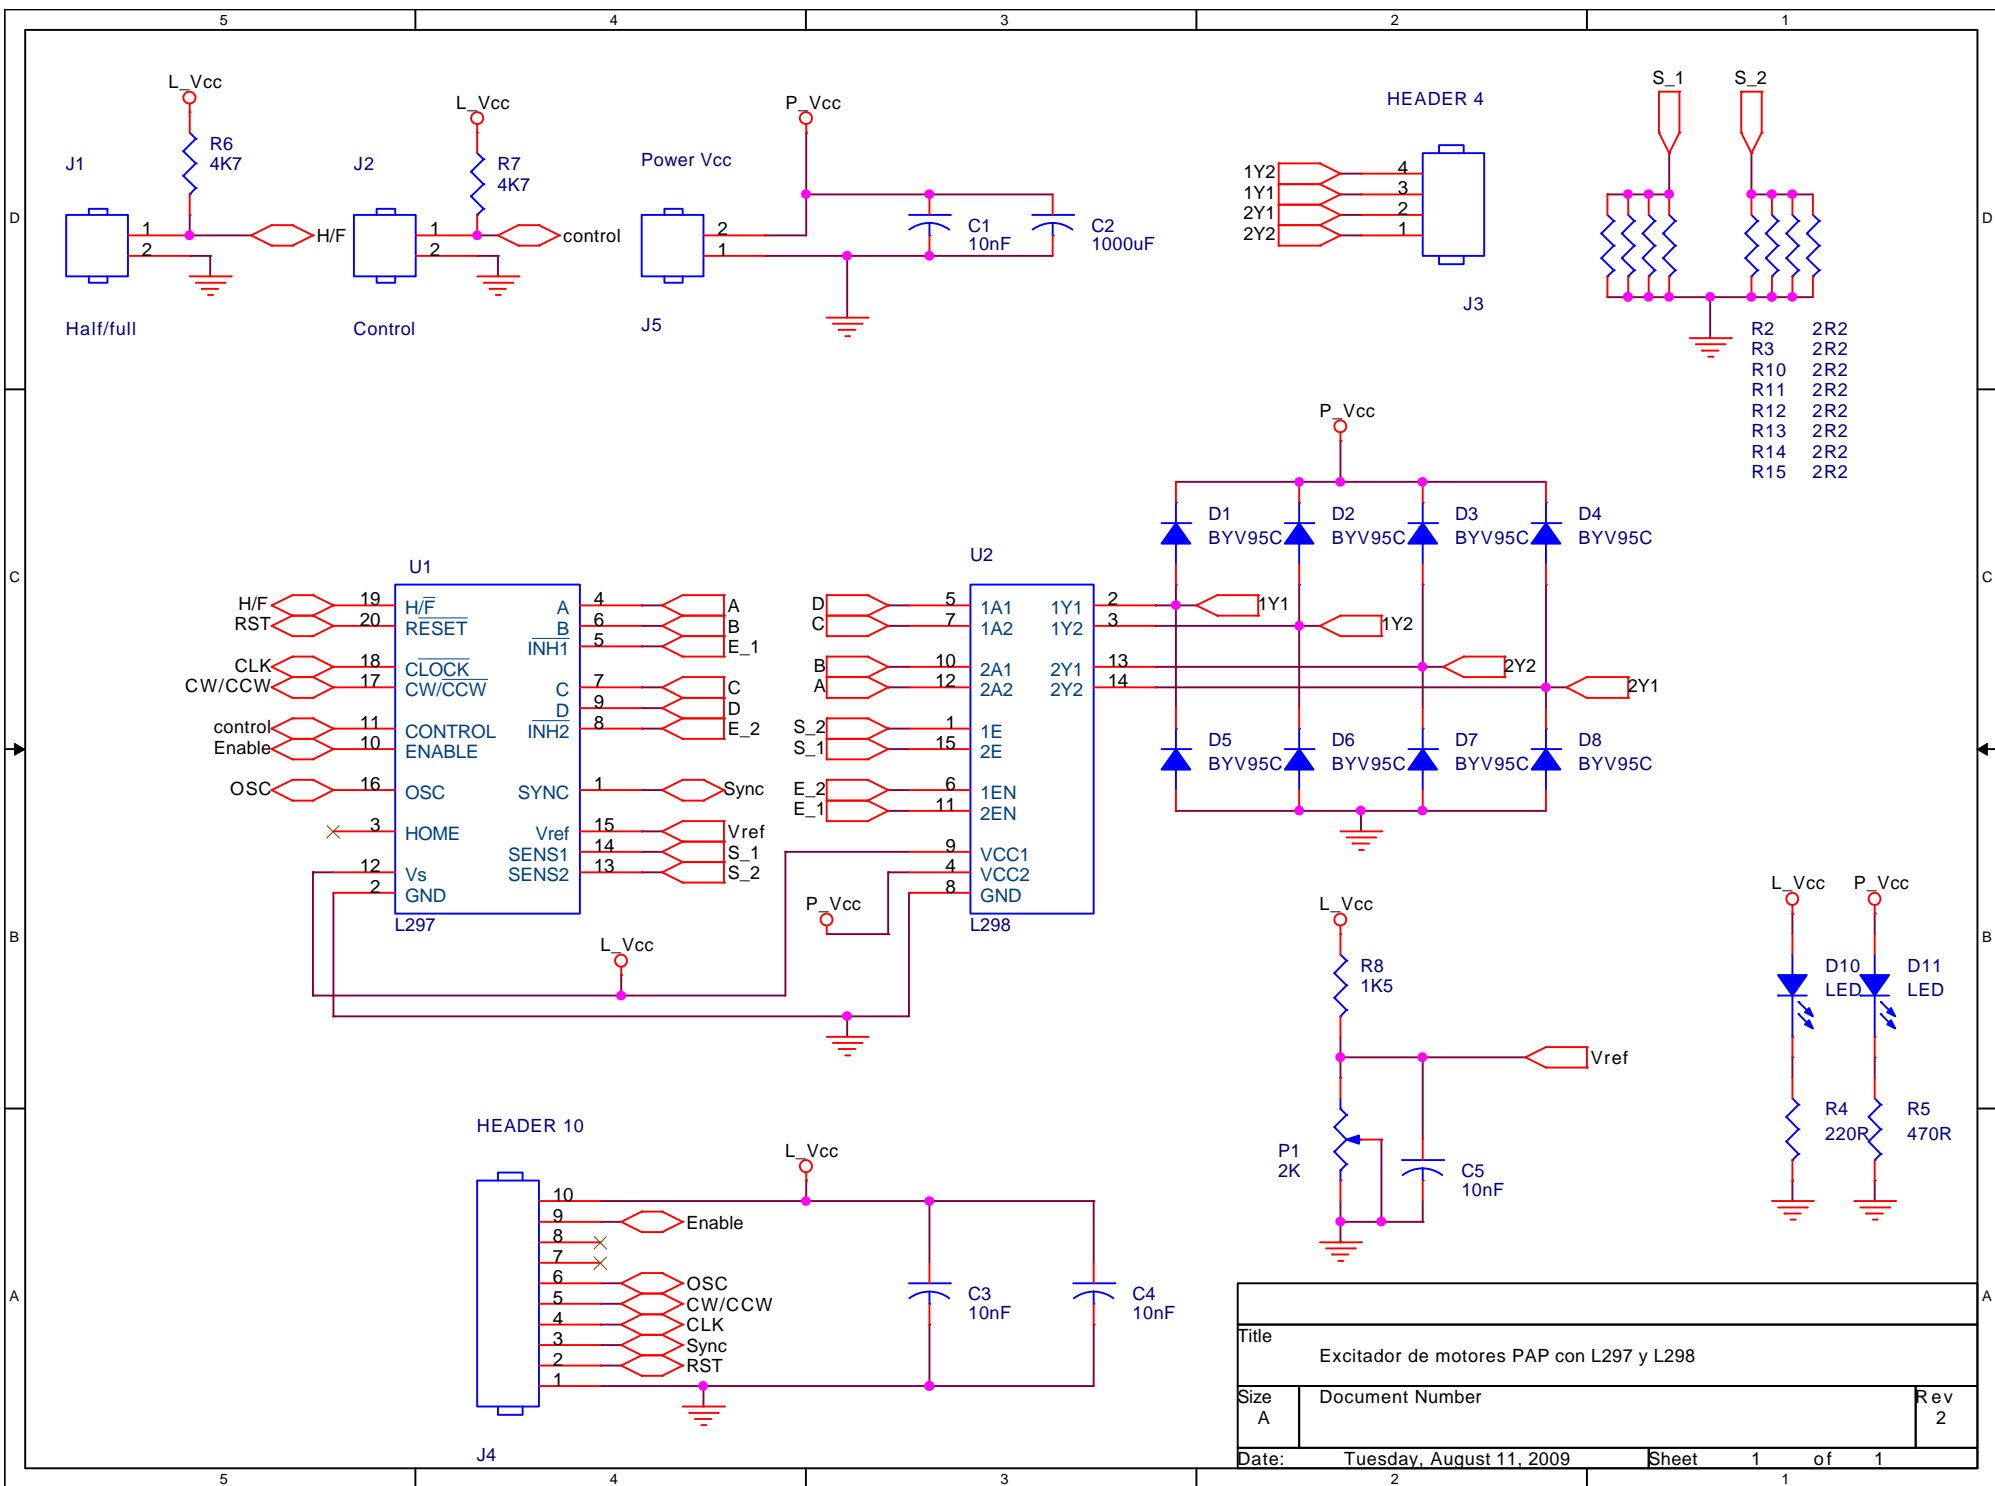 5 4 3 2 1
D
D
C
C
B
B
A
A
5 4 3 2 1
L_Vcc
R6
4K7
J1
1
2
H/F
Half/full
L_Vcc
R7
4K7
J2
1
2
control
Control
P_Vcc
Power Vcc
2
1
C1
10nF
C2
1000uF
J5
HEADER 4
1Y2 4
1Y1 3
2Y1 2
2Y2 1
J3
S_1 S_2
R2 2R2
R3 2R2
R10 2R2
R11 2R2
R12 2R2
R13 2R2
R14 2R2
R15 2R2
U1
H/F 19 H/F
RST 20 RESET
CLK 18 CLOCK
CW/CCW 17 CW/CCW
control 11 CONTROL
Enable 10 ENABLE
OSC 16 OSC
3 HOME
12 Vs
2 GND
A 4 A
B 6 B
INH1 5 E_1
C 7 C
D 9 D
INH2 8 E_2
SYNC 1 Sync
Vref 15 Vref
SENS1 14 S_1
SENS2 13 S_2
L297
L_Vcc
U2
D 5 1A1
C 7 1A2
B 10 2A1
A 12 2A2
S_2 1 1E
S_1 15 2E
E_2 6 1EN
E_1 11 2EN
9 VCC1
4 VCC2
8 GND
1Y1 2
1Y2 3
2Y1 13
2Y2 14
L298
P_Vcc
P_Vcc
D1
BYV95C
D2
BYV95C
D3
BYV95C
D4
BYV95C
1Y1
1Y2
2Y2
2Y1
D5
BYV95C
D6
BYV95C
D7
BYV95C
D8
BYV95C
L_Vcc
R8
1K5
Vref
P1
2K
C5
10nF
L_Vcc P_Vcc
D10
LED
D11
LED
R4
220R
R5
470R
HEADER 10
L_Vcc
10
9 Enable
8
7
6 OSC
5 CW/CCW
4 CLK
3 Sync
2 RST
1
J4
C3
10nF
C4
10nF
Title
Excitador de motores PAP con L297 y L298
Size Document Number Rev
A 2
Date: Tuesday, August 11, 2009 Sheet 1 of 1